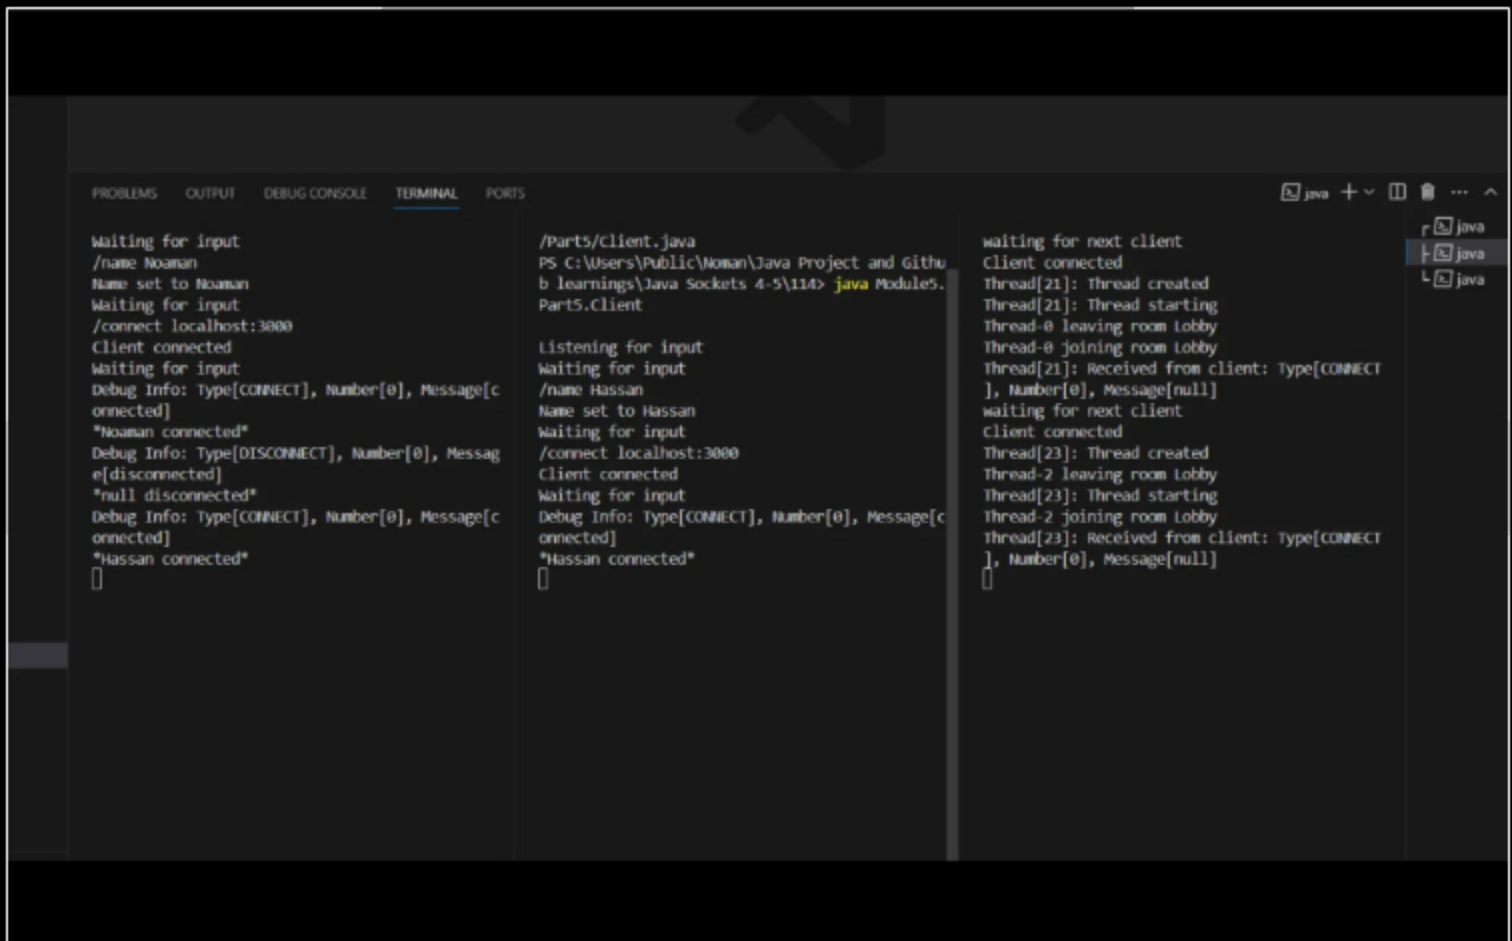 PROBLEMS OUTPUT DEBUG CONSOLE TERMINAL PORTS
java
Waiting for input
/name Noaman
Name set to Noaman
Waiting for input
/connect localhost:3000
Client connected
Waiting for input
Debug Info: Type[CONNECT], Number[0], Message[c
onnected]
*Noaman connected*
Debug Info: Type[DISCONNECT], Number[0], Messag
e[disconnected]
*null disconnected*
Debug Info: Type[CONNECT], Number[0], Message[c
onnected]
*Hassan connected*
/Part5/Client.java
PS C:\Users\Public\Noman\Java Project and Githu
b learnings\Java Sockets 4-5\114> java Module5.
Part5.Client
Listening for input
Waiting for input
/name Hassan
Name set to Hassan
Waiting for input
/connect localhost:3000
Client connected
Waiting for input
Debug Info: Type[CONNECT], Number[0], Message[c
onnected]
*Hassan connected*
waiting for next client
Client connected
Thread[21]: Thread created
Thread[21]: Thread starting
Thread-0 leaving room Lobby
Thread-0 joining room Lobby
Thread[21]: Received from client: Type[CONNECT
], Number[0], Message[null]
waiting for next client
Client connected
Thread[23]: Thread created
Thread-2 leaving room Lobby
Thread[23]: Thread starting
Thread-2 joining room Lobby
Thread[23]: Received from client: Type[CONNECT
], Number[0], Message[null]
java
java
java